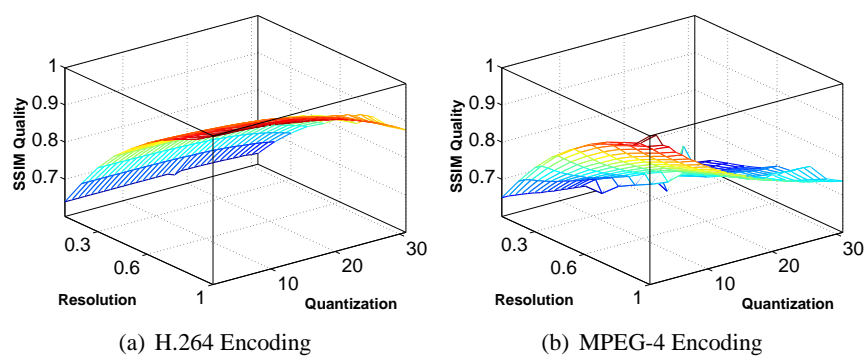 1
0.9
0.8
0.7
SSIM Quality
0.3
0.6
1
Resolution
10
20
30
Quantization
(a) H.264 Encoding
1
0.9
0.8
0.7
SSIM Quality
0.3
0.6
1
Resolution
10
20
30
Quantization
(b) MPEG-4 Encoding